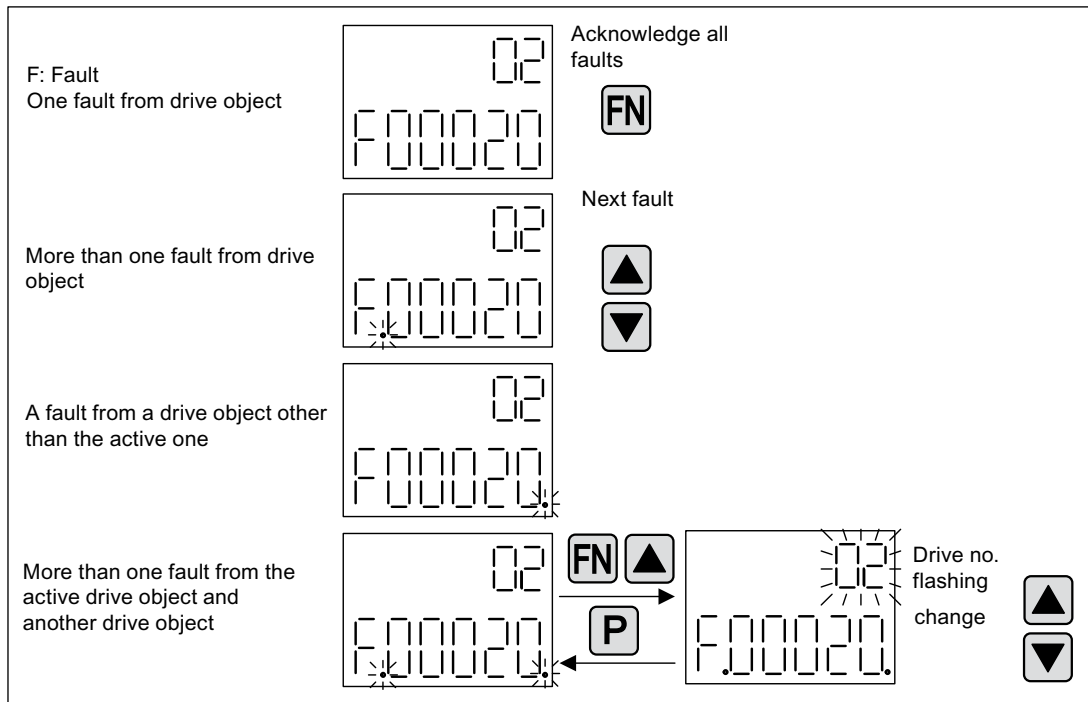 F: Fault
One fault from drive object
02
F00020
Acknowledge all
faults
FN
More than one fault from drive
object
02
F.00020
Next fault
A fault from a drive object other
than the active one
02
F00020.
More than one fault from the
active drive object and
another drive object
02
F.00020.
FN
P
02
F.00020.
Drive no.
flashing
change